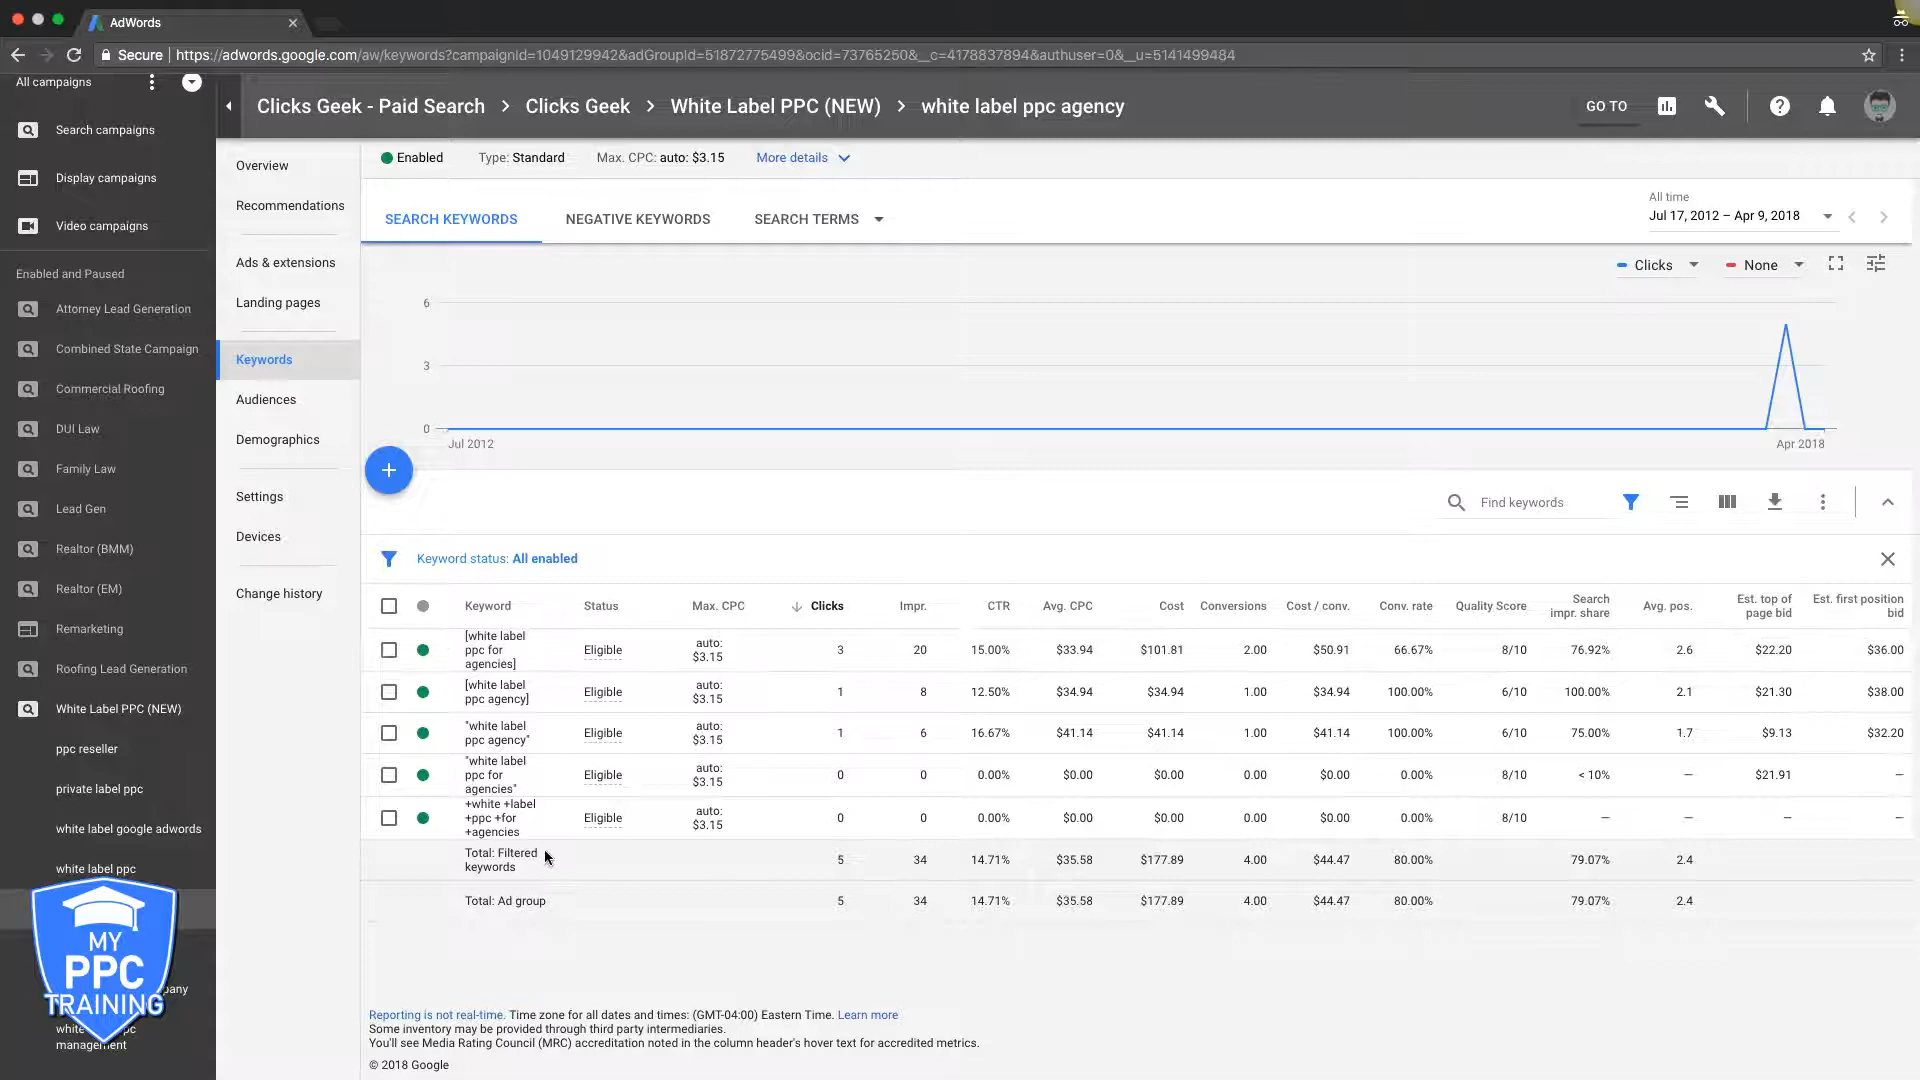 AdWords
Secure | https://adwords.google.com/aw/keywords?campaignId=1049129942&adGroupId=51872775499&ocid=73765250&__c=4178837894&authuser=0&__u=5141499484
All campaigns
Clicks Geek - Paid Search > Clicks Geek > White Label PPC (NEW) > white label ppc agency
GO TO
Search campaigns
Display campaigns
Video campaigns
Enabled and Paused
Attorney Lead Generation
Combined State Campaign
Commercial Roofing
DUI Law
Family Law
Lead Gen
Realtor (BMM)
Realtor (EM)
Remarketing
Roofing Lead Generation
White Label PPC (NEW)
ppc reseller
private label ppc
white label google adwords
white label ppc
management
MY
PPC
TRAINING
Overview
Recommendations
Ads & extensions
Landing pages
Keywords
Audiences
Demographics
Settings
Devices
Change history
Enabled Type: Standard Max. CPC: auto: $3.15 More details
SEARCH KEYWORDS NEGATIVE KEYWORDS SEARCH TERMS
All time
Jul 17, 2012 – Apr 9, 2018
Clicks None
6
3
0
Jul 2012 Apr 2018
Find keywords
Keyword status: All enabled
Keyword Status Max. CPC Clicks Impr. CTR Avg. CPC Cost Conversions Cost / conv. Conv. rate Quality Score Search impr. share Avg. pos. Est. top of page bid Est. first position bid
[white label ppc for agencies] Eligible auto: $3.15 3 20 15.00% $33.94 $101.81 2.00 $50.91 66.67% 8/10 76.92% 2.6 $22.20 $36.00
[white label ppc agency] Eligible auto: $3.15 1 8 12.50% $34.94 $34.94 1.00 $34.94 100.00% 6/10 100.00% 2.1 $21.30 $38.00
"white label ppc agency" Eligible auto: $3.15 1 6 16.67% $41.14 $41.14 1.00 $41.14 100.00% 6/10 75.00% 1.7 $9.13 $32.20
"white label ppc for agencies" Eligible auto: $3.15 0 0 0.00% $0.00 $0.00 0.00 $0.00 0.00% 8/10 < 10% — $21.91 —
+white +label +ppc +for +agencies Eligible auto: $3.15 0 0 0.00% $0.00 $0.00 0.00 $0.00 0.00% 8/10 — — — —
Total: Filtered keywords 5 34 14.71% $35.58 $177.89 4.00 $44.47 80.00% 79.07% 2.4
Total: Ad group 5 34 14.71% $35.58 $177.89 4.00 $44.47 80.00% 79.07% 2.4
Reporting is not real-time. Time zone for all dates and times: (GMT-04:00) Eastern Time. Learn more
Some inventory may be provided through third party intermediaries.
You'll see Media Rating Council (MRC) accreditation noted in the column header's hover text for accredited metrics.
© 2018 Google